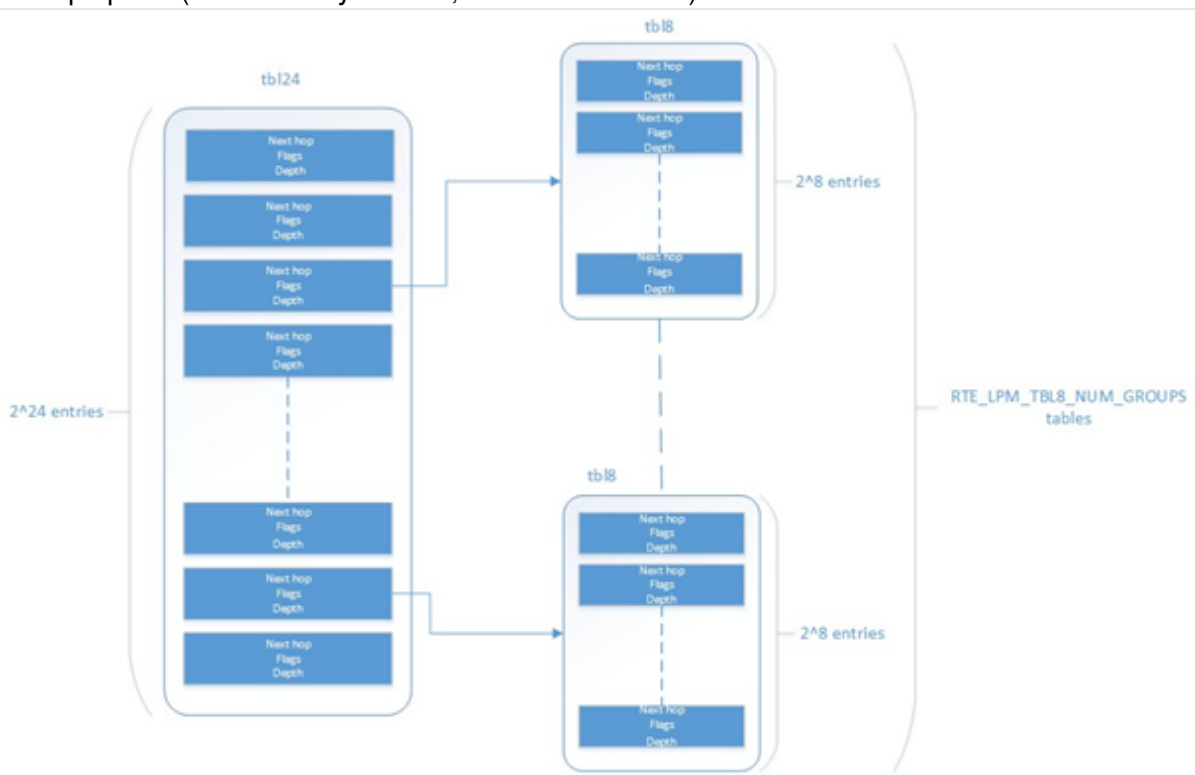 tbl8
tbl24
Next hop
Flags
Depth
Next hop
Flags
Depth
Next hop
Flags
Depth
Next hop
Flags
Depth
Next hop
Flags
Depth
Next hop
Flags
Depth
Next hop
Flags
Depth
2^24 entries
Next hop
Flags
Depth
Next hop
Flags
Depth
Next hop
Flags
Depth
2^8 entries
RTE_LPM_TBL8_NUM_GROUPS
tables
tbl8
Next hop
Flags
Depth
Next hop
Flags
Depth
Next hop
Flags
Depth
2^8 entries